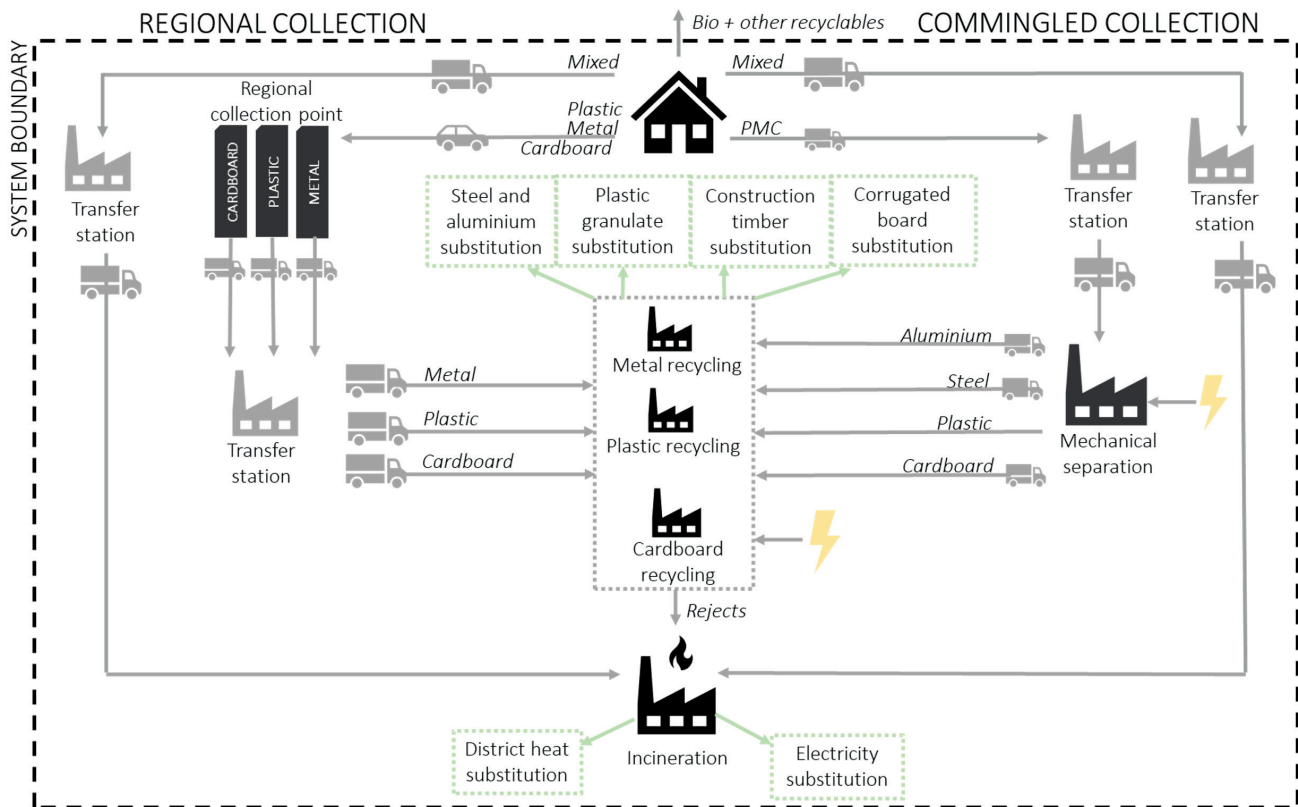 REGIONAL COLLECTION
Bio + other recyclables
COMMINGLED COLLECTION
SYSTEM BOUNDARY
Mixed
Mixed
Regional
collection point
Plastic
Metal
Cardboard
PMC
CARDBOARD
PLASTIC
METAL
Transfer
station
Steel and
aluminium
substitution
Plastic
granulate
substitution
Construction
timber
substitution
Corrugated
board
substitution
Transfer
station
Transfer
station
Metal recycling
Plastic recycling
Cardboard
recycling
Metal
Plastic
Cardboard
Transfer
station
Aluminium
Steel
Plastic
Cardboard
Mechanical
separation
Rejects
Incineration
District heat
substitution
Electricity
substitution